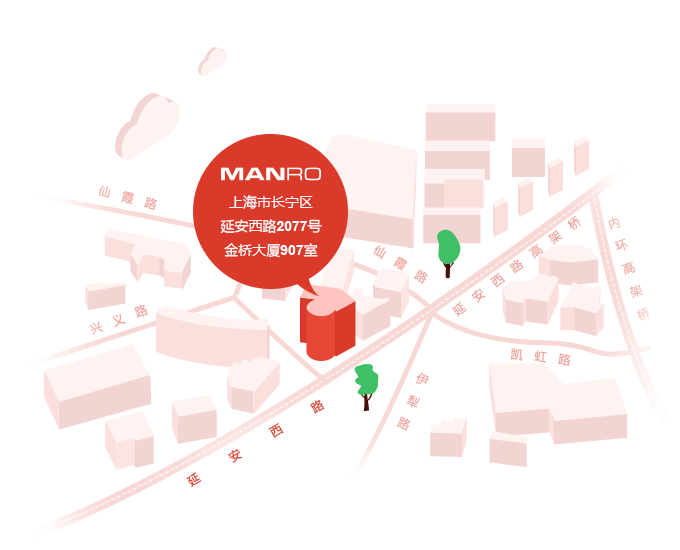 MANRO
上海市长宁区
延安西路2077号
金桥大厦907室
仙霞路
仙霞路
延安西路高架桥
内环高架桥
兴义路
凯虹路
伊犁路
延安西路